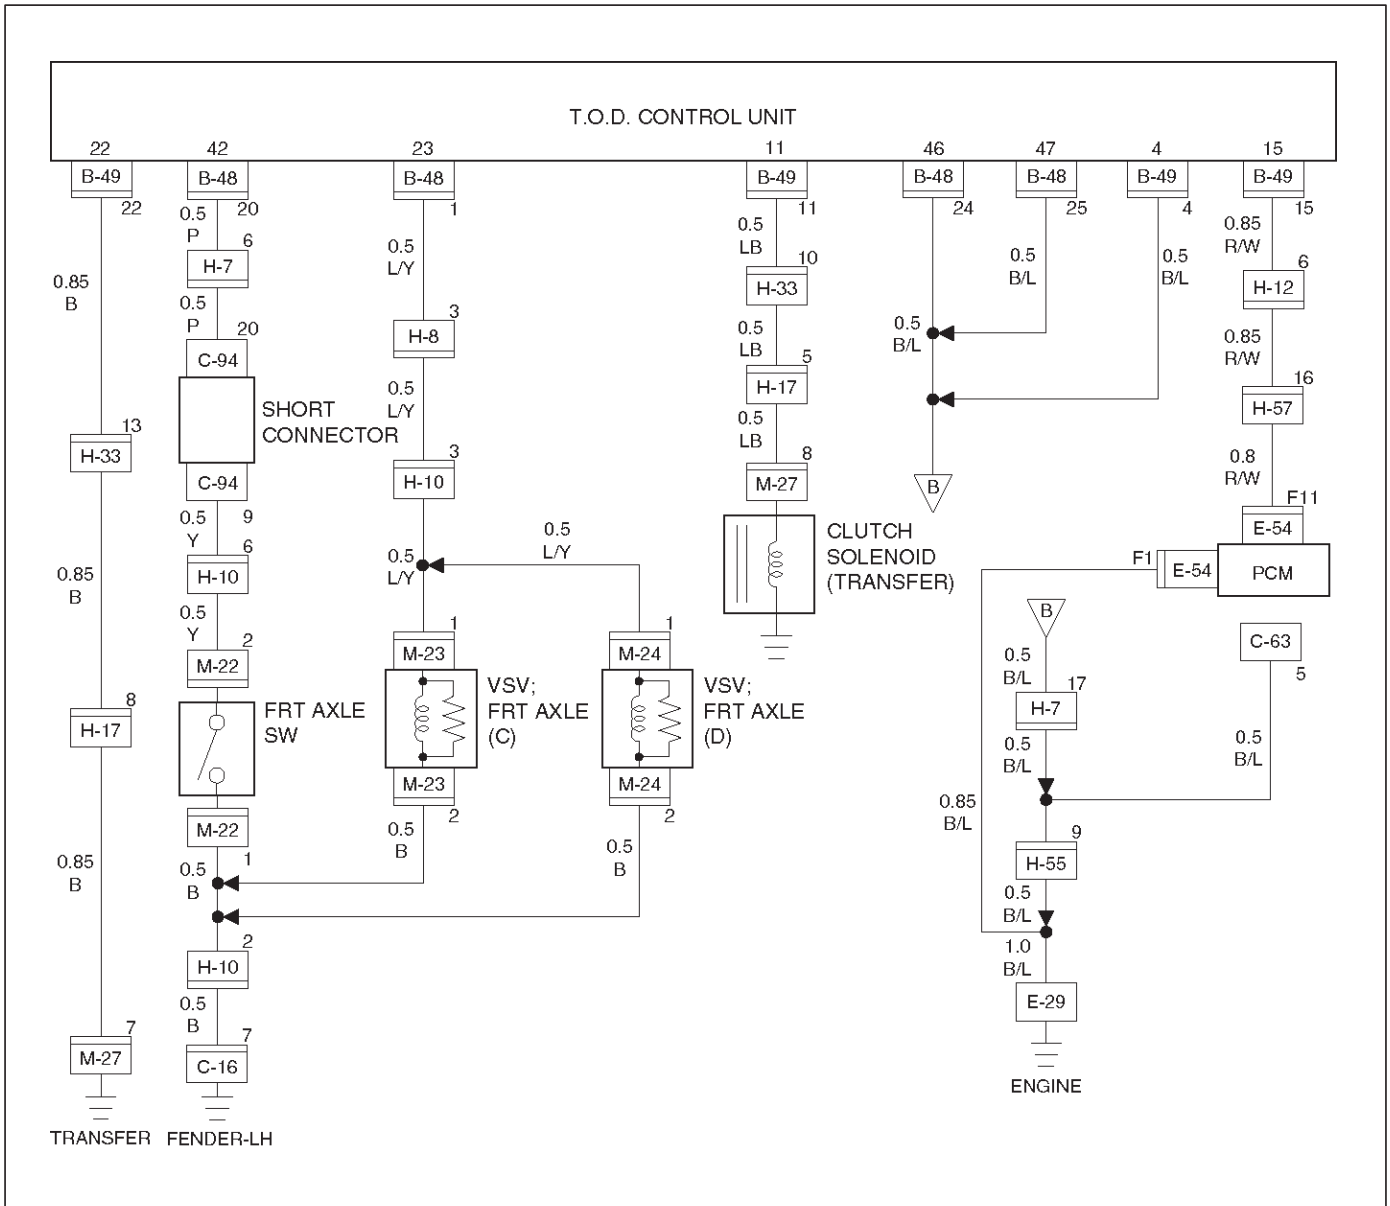 T.O.D. CONTROL UNIT
22 42 23 11 46 47 4 15
B-49 B-48 B-48 B-49 B-48 B-48 B-49 B-49
22 20 1 11 24 25 4 15
0.85
B
13
H-33
0.85
B
8
H-17
0.85
B
7
M-27
TRANSFER
0.5
P
6
H-7
0.5
P
20
C-94
SHORT
CONNECTOR
C-94
9
0.5
Y
6
H-10
0.5
Y
2
M-22
FRT AXLE
SW
M-22
1
0.5
B
2
H-10
0.5
B
7
C-16
FENDER-LH
0.5
L/Y
3
H-8
0.5
L/Y
3
H-10
0.5
L/Y
0.5
L/Y
1
M-23
VSV;
FRT AXLE
(C)
M-23
2
0.5
B
1
M-24
VSV;
FRT AXLE
(D)
M-24
2
0.5
B
0.5
LB
10
H-33
0.5
LB
5
H-17
0.5
LB
8
M-27
CLUTCH
SOLENOID
(TRANSFER)
0.5
B/L
0.5
B/L
0.5
B/L
B
0.85
R/W
6
H-12
0.85
R/W
16
H-57
0.8
R/W
F11
E-54
F1
E-54
PCM
C-63
5
0.5
B/L
B
0.5
B/L
17
H-7
0.5
B/L
0.85
B/L
9
H-55
0.5
B/L
1.0
B/L
E-29
ENGINE